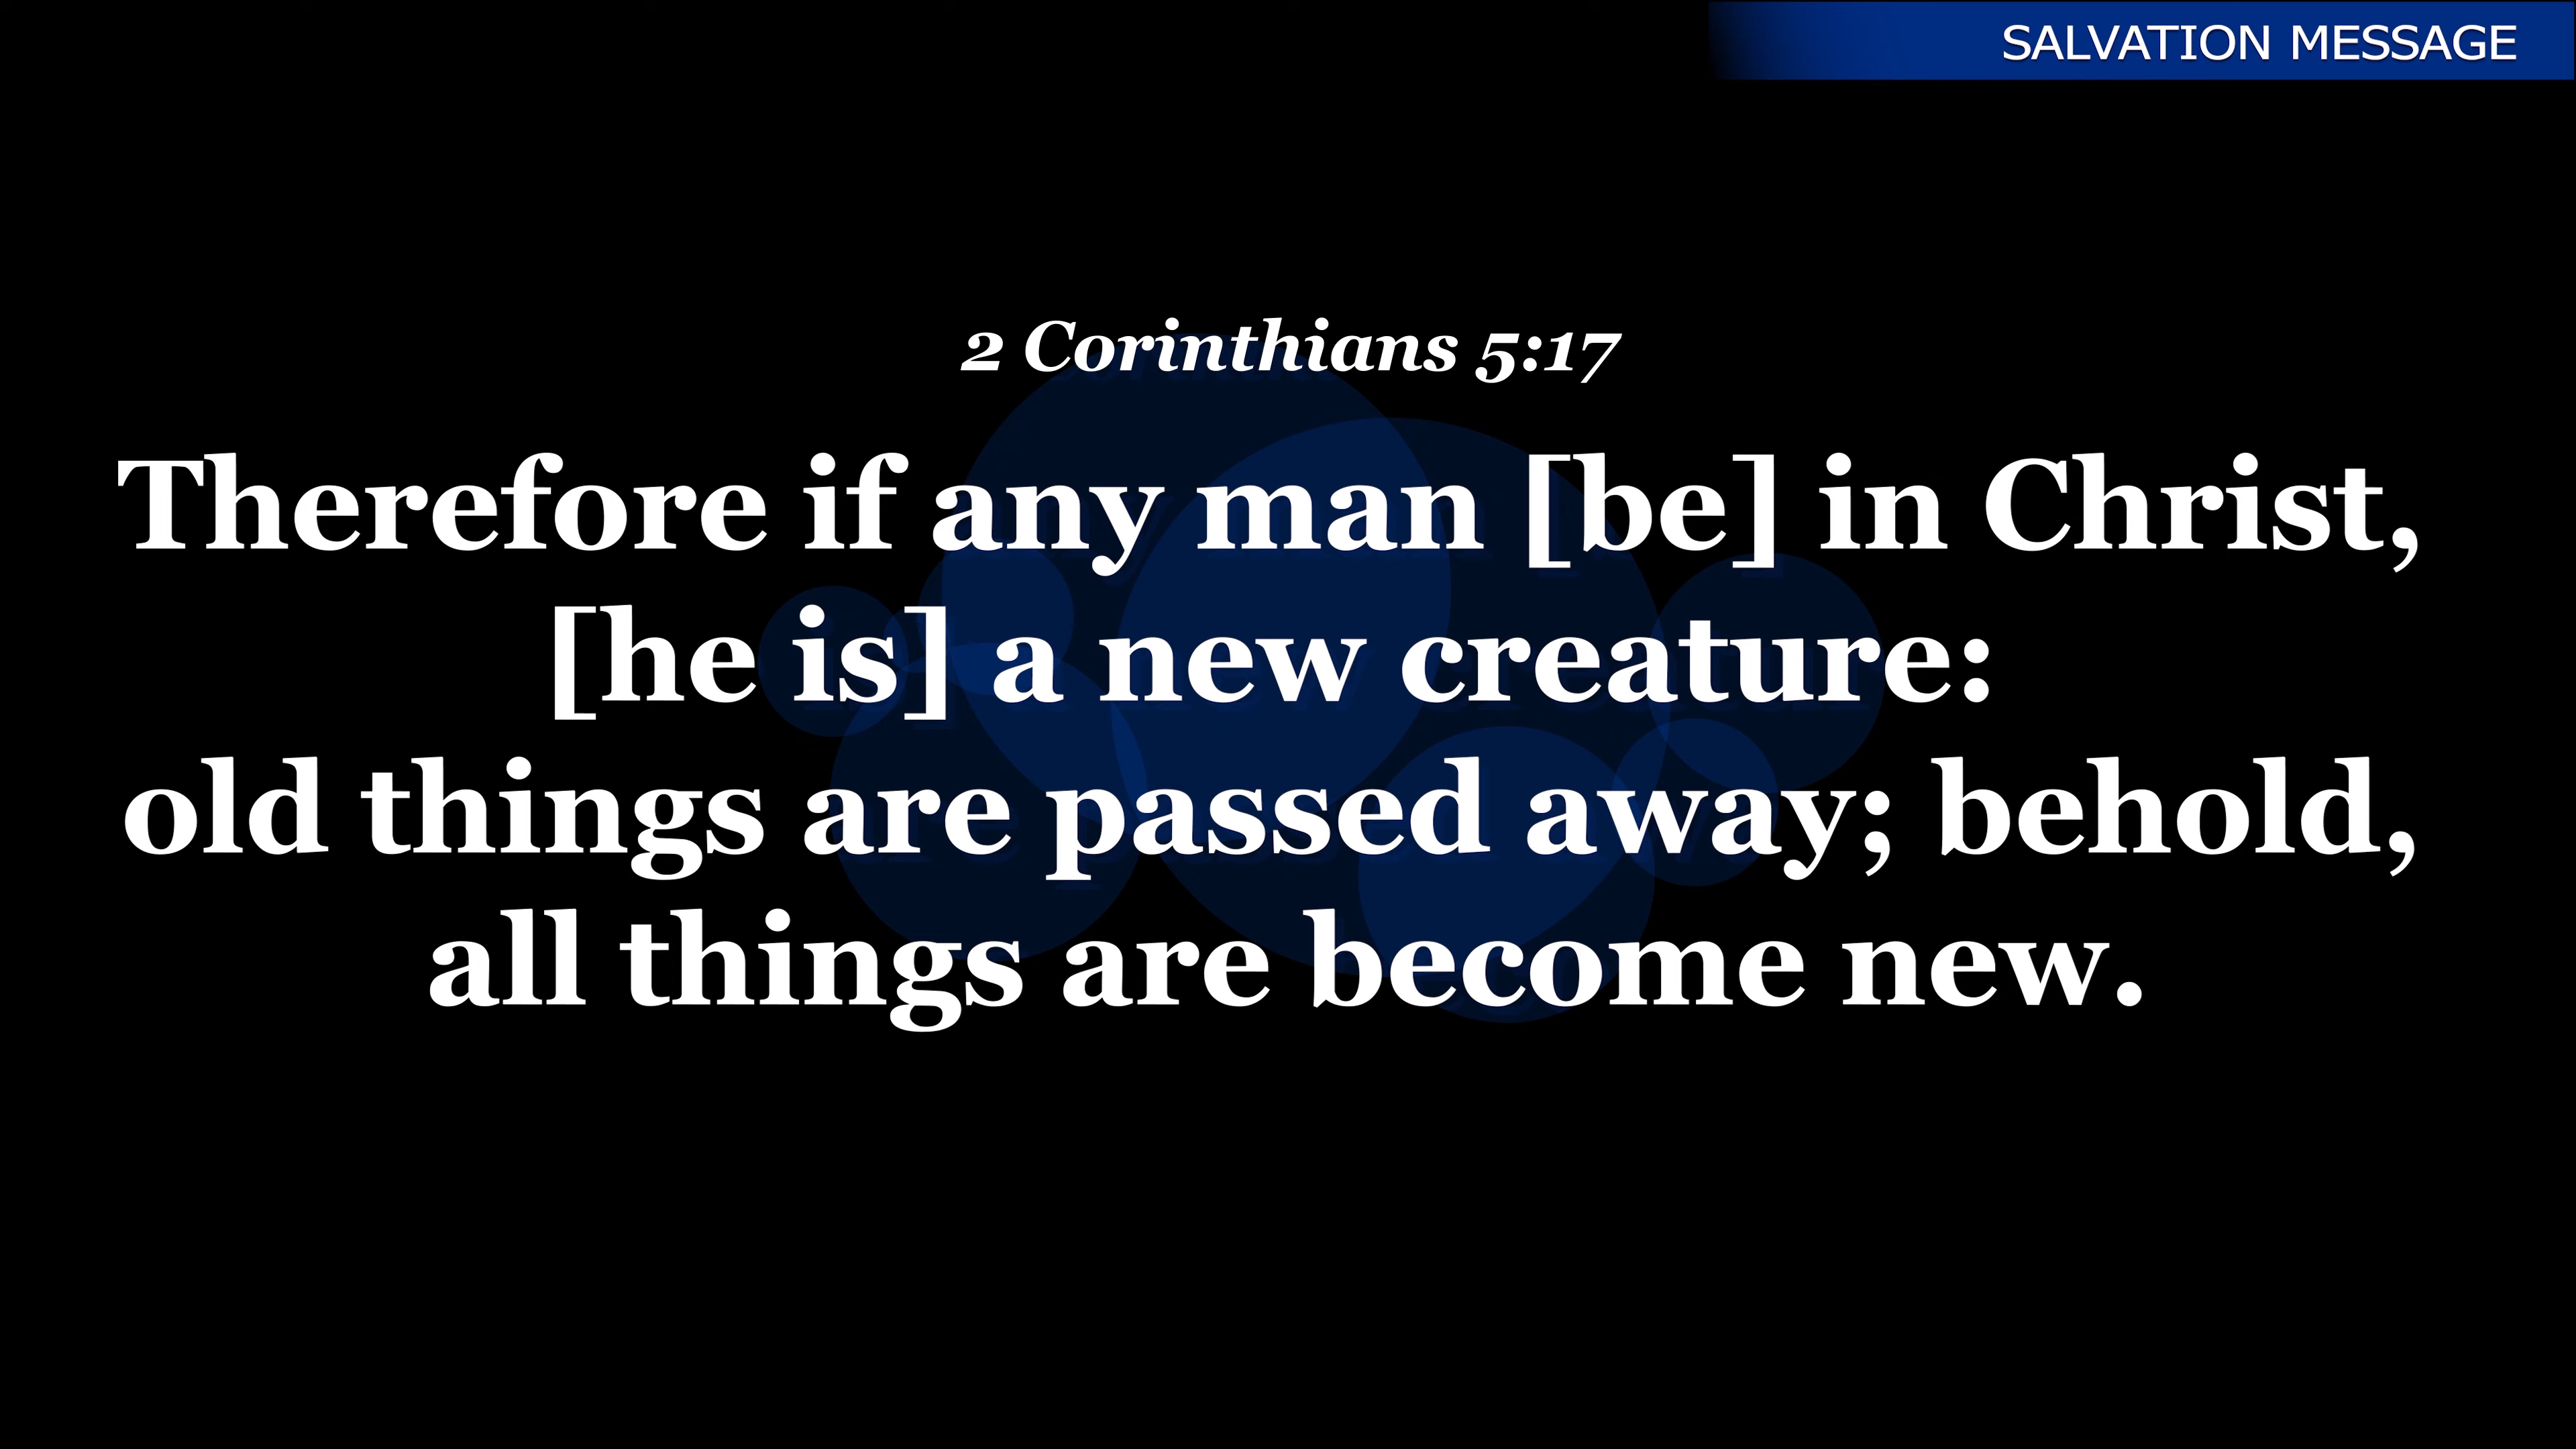 SALVATION MESSAGE
2 Corinthians 5:17
Therefore if any man [be] in Christ,
[he is] a new creature:
old things are passed away; behold,
all things are become new.